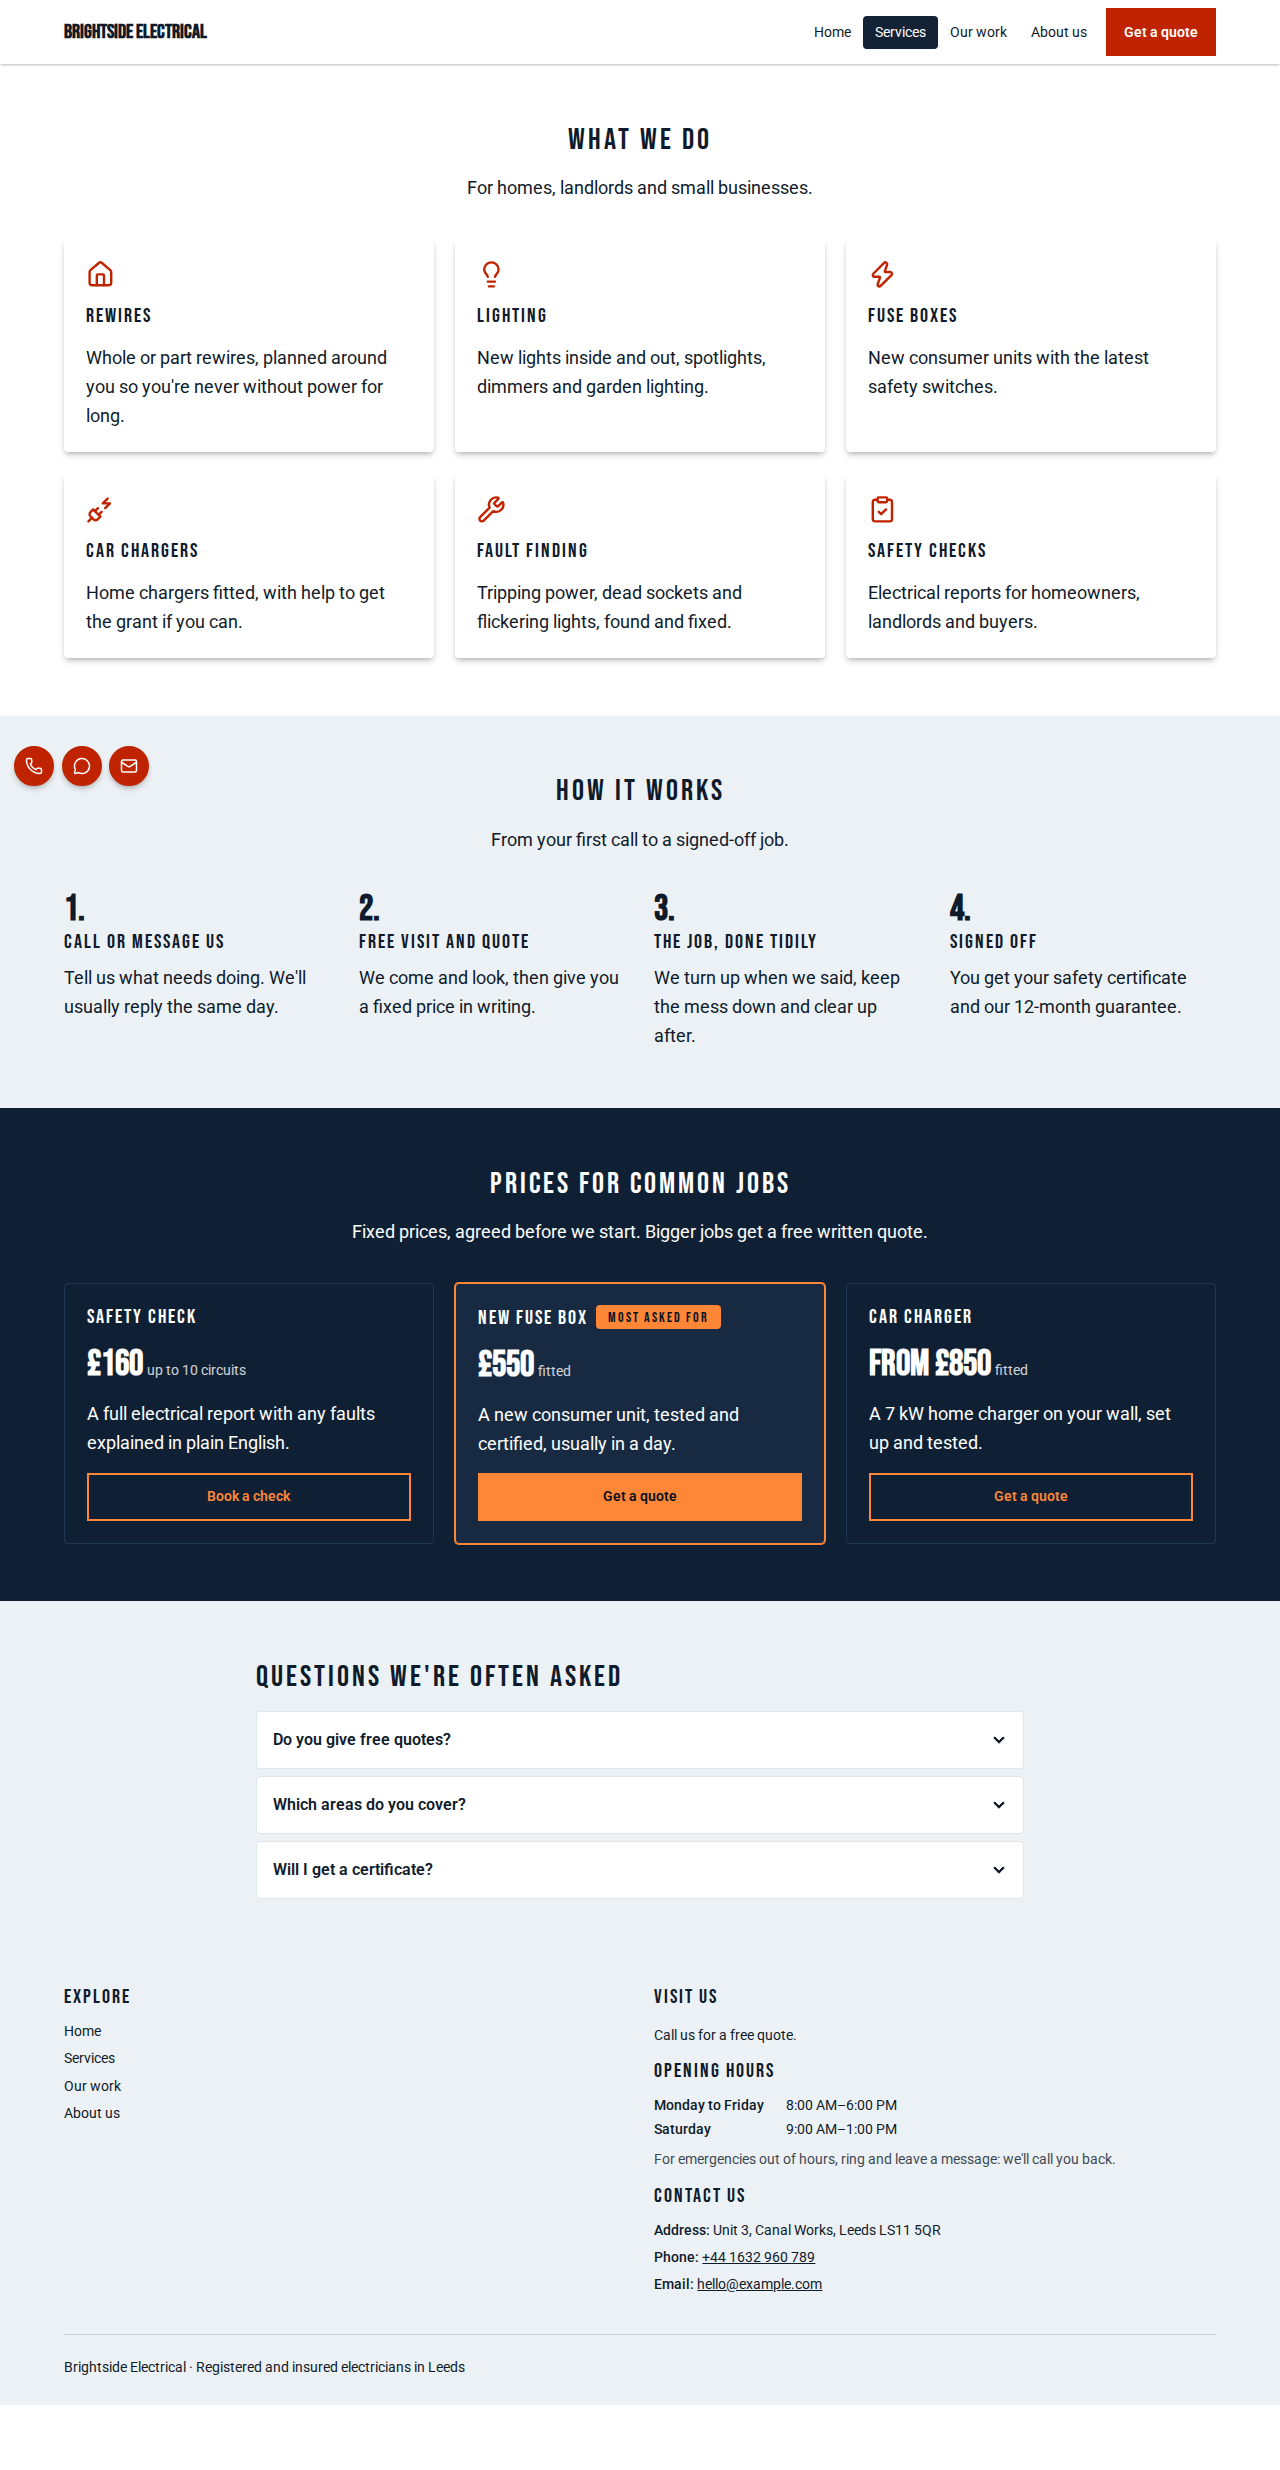 BRIGHTSIDE ELECTRICAL
Home
Services
Our work
About us
Get a quote
WHAT WE DO
For homes, landlords and small businesses.
REWIRES
Whole or part rewires, planned around
you so you're never without power for
long.
LIGHTING
New lights inside and out, spotlights,
dimmers and garden lighting.
FUSE BOXES
New consumer units with the latest
safety switches.
CAR CHARGERS
Home chargers fitted, with help to get
the grant if you can.
FAULT FINDING
Tripping power, dead sockets and
flickering lights, found and fixed.
SAFETY CHECKS
Electrical reports for homeowners,
landlords and buyers.
HOW IT WORKS
From your first call to a signed-off job.
1.
CALL OR MESSAGE US
Tell us what needs doing. We'll
usually reply the same day.
2.
FREE VISIT AND QUOTE
We come and look, then give you
a fixed price in writing.
3.
THE JOB, DONE TIDILY
We turn up when we said, keep
the mess down and clear up
after.
4.
SIGNED OFF
You get your safety certificate
and our 12-month guarantee.
PRICES FOR COMMON JOBS
Fixed prices, agreed before we start. Bigger jobs get a free written quote.
SAFETY CHECK
£160 up to 10 circuits
A full electrical report with any faults
explained in plain English.
Book a check
NEW FUSE BOX MOST ASKED FOR
£550 fitted
A new consumer unit, tested and
certified, usually in a day.
Get a quote
CAR CHARGER
FROM £850 fitted
A 7 kW home charger on your wall, set
up and tested.
Get a quote
QUESTIONS WE'RE OFTEN ASKED
Do you give free quotes?
Which areas do you cover?
Will I get a certificate?
EXPLORE
Home
Services
Our work
About us
VISIT US
Call us for a free quote.
OPENING HOURS
Monday to Friday 8:00 AM–6:00 PM
Saturday 9:00 AM–1:00 PM
For emergencies out of hours, ring and leave a message: we'll call you back.
CONTACT US
Address: Unit 3, Canal Works, Leeds LS11 5QR
Phone: +44 1632 960 789
Email: hello@example.com
Brightside Electrical · Registered and insured electricians in Leeds